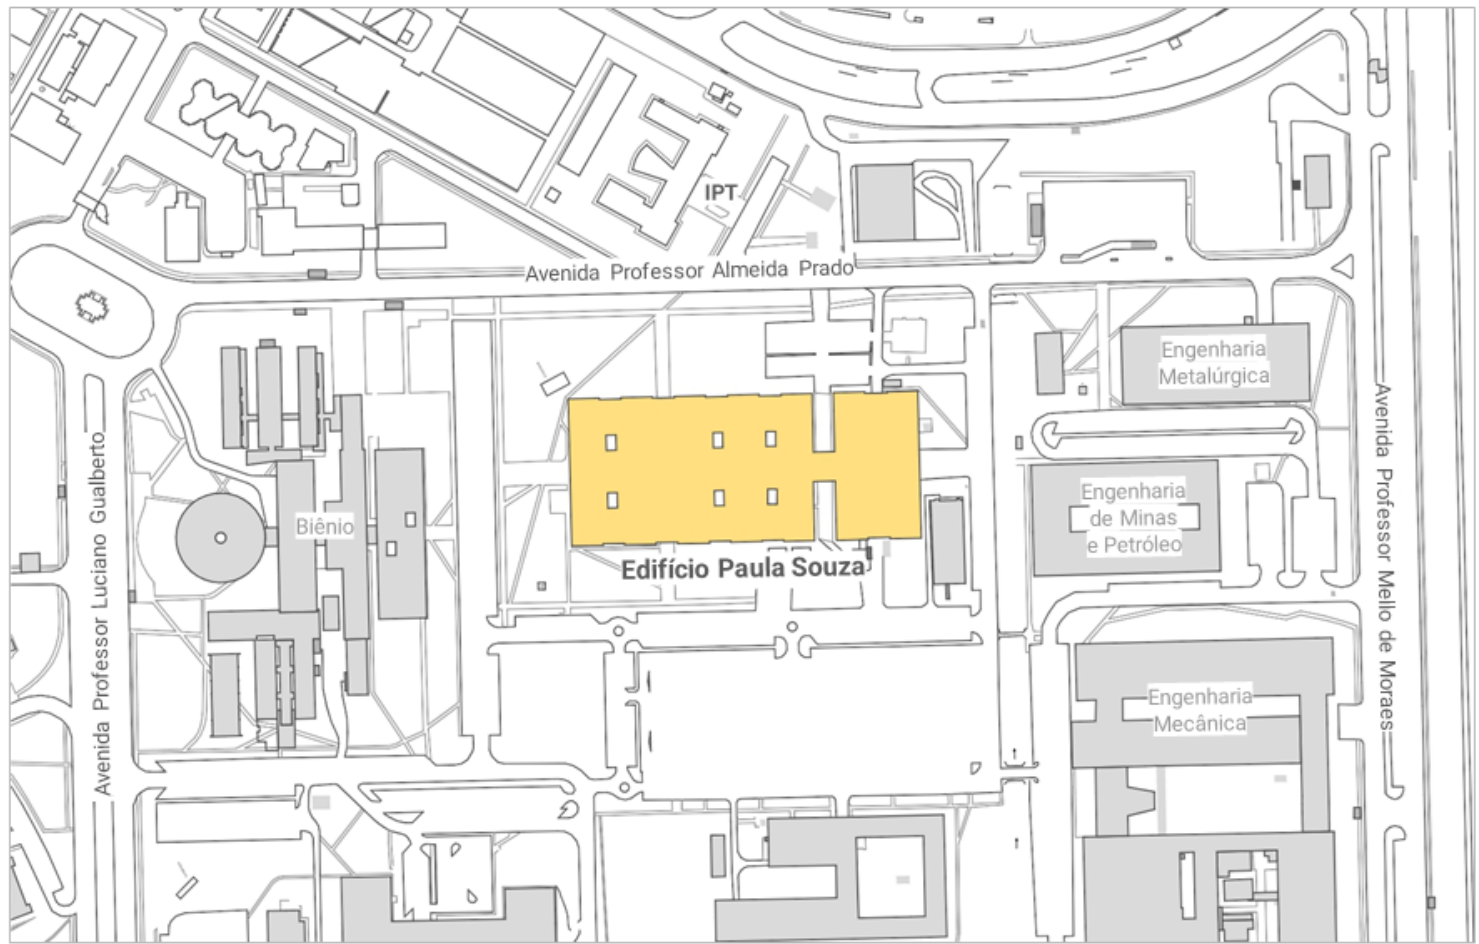 IPT
Avenida Professor Almeida Prado
Engenharia
Metalúrgica
Avenida Professor Luciano Gualberto
Biênio
Edifício Paula Souza
Engenharia
de Minas
e Petróleo
Avenida Professor Mello de Moraes
Engenharia
Mecânica